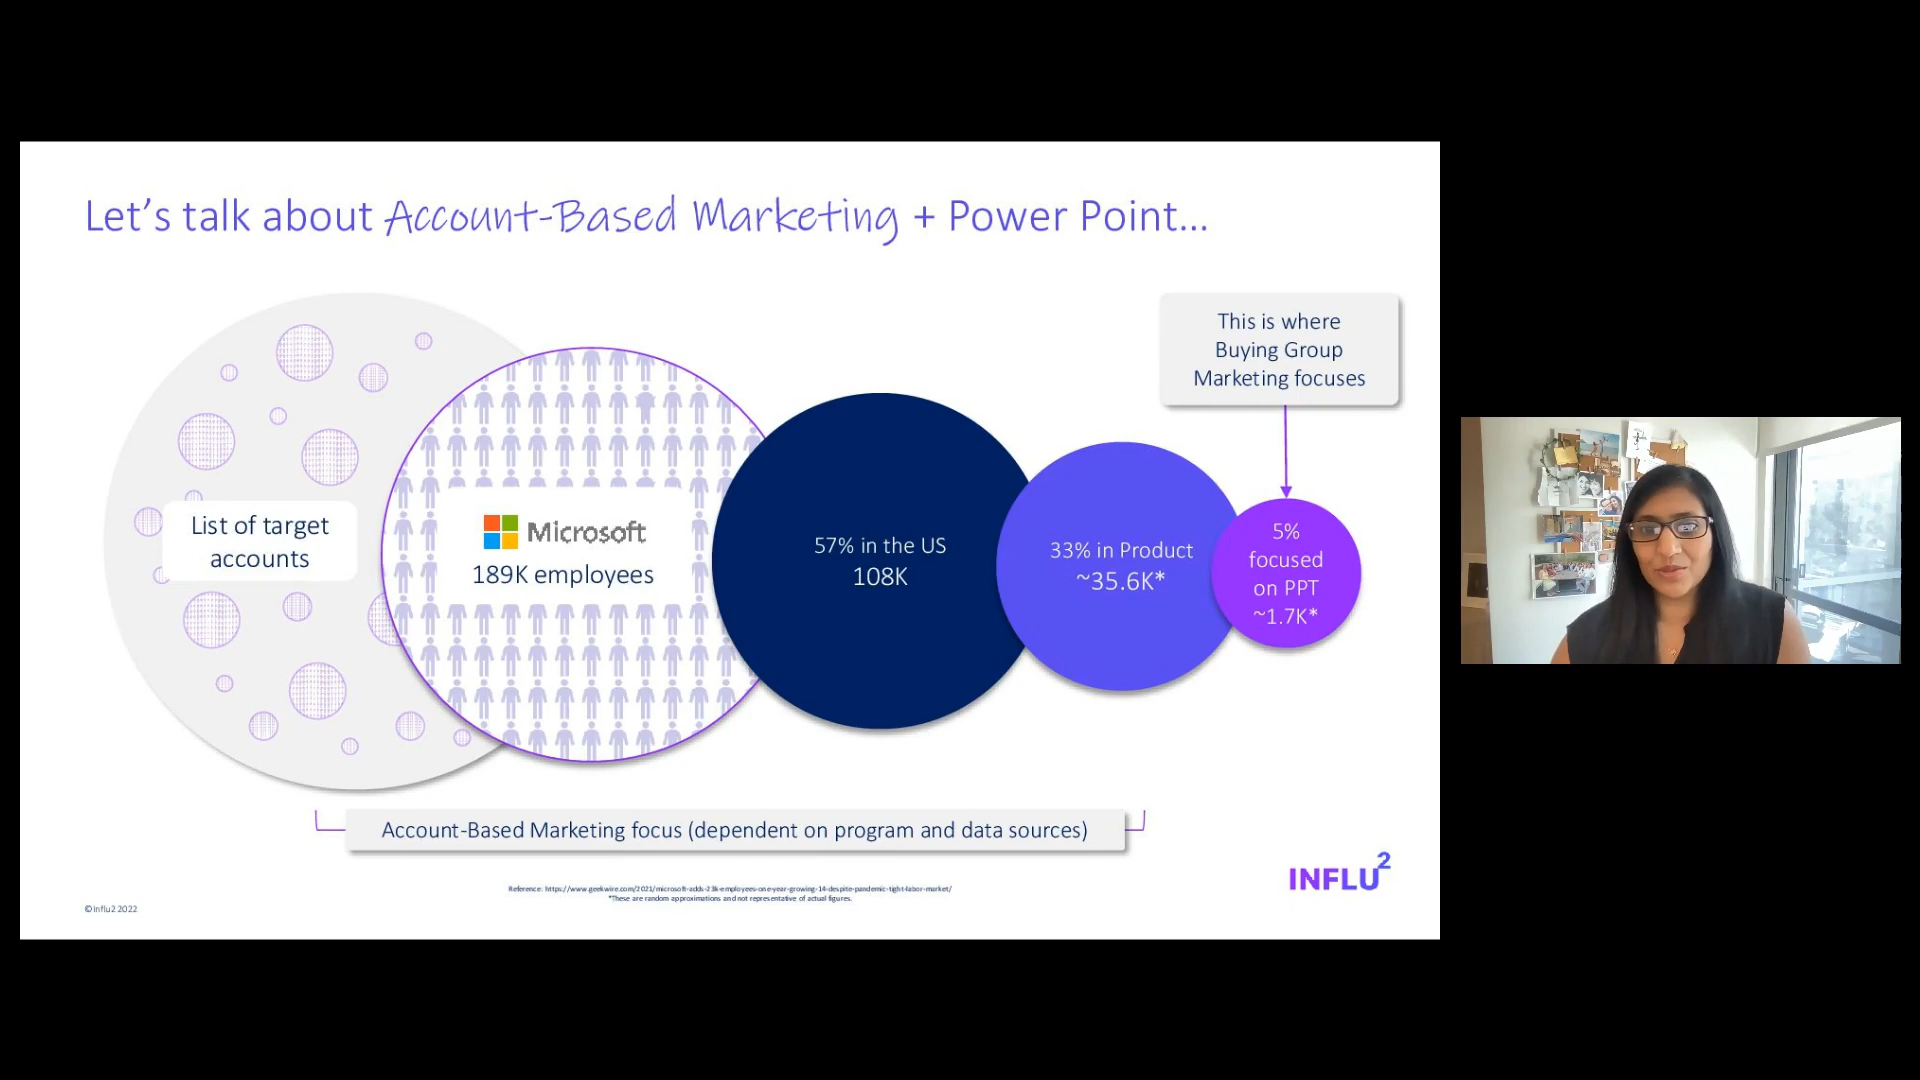 Let's talk about Account-Based Marketing + Power Point...
This is where
Buying Group
Marketing focuses
List of target
accounts
Microsoft
189K employees
57% in the US
108K
33% in Product
~35.6K*
5%
focused
on PPT
~1.7K*
Account-Based Marketing focus (dependent on program and data sources)
INFLU2
Reference: https://www.geekwire.com/2021/microsoft-adds-23k-employees-one-year-growing-14-despite-pandemic-tight-labor-market/
*These are random approximations and not representative of actual figures.
©Influ2 2022